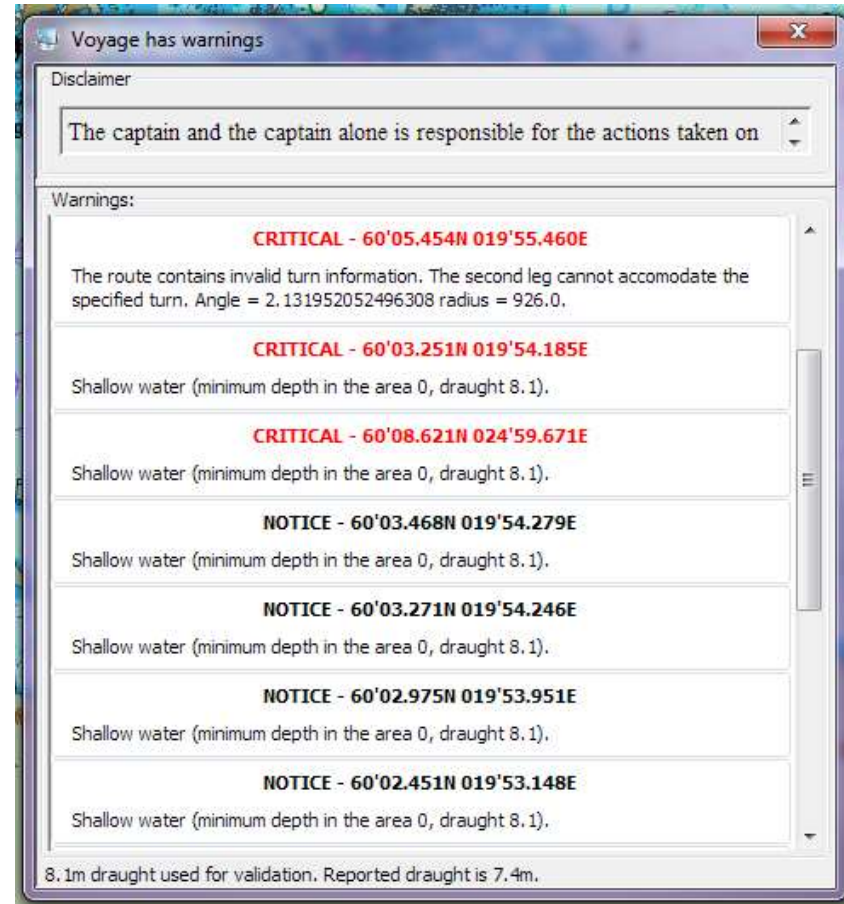 Voyage has warnings
Disclaimer
The captain and the captain alone is responsible for the actions taken on
Warnings:
CRITICAL - 60'05.454N 019'55.460E
The route contains invalid turn information. The second leg cannot accomodate the
specified turn. Angle = 2.131952052496308 radius = 926.0.
CRITICAL - 60'03.251N 019'54.185E
Shallow water (minimum depth in the area 0, draught 8.1).
CRITICAL - 60'08.621N 024'59.671E
Shallow water (minimum depth in the area 0, draught 8.1).
NOTICE - 60'03.468N 019'54.279E
Shallow water (minimum depth in the area 0, draught 8.1).
NOTICE - 60'03.271N 019'54.246E
Shallow water (minimum depth in the area 0, draught 8.1).
NOTICE - 60'02.975N 019'53.951E
Shallow water (minimum depth in the area 0, draught 8.1).
NOTICE - 60'02.451N 019'53.148E
Shallow water (minimum depth in the area 0, draught 8.1).
8.1m draught used for validation. Reported draught is 7.4m.